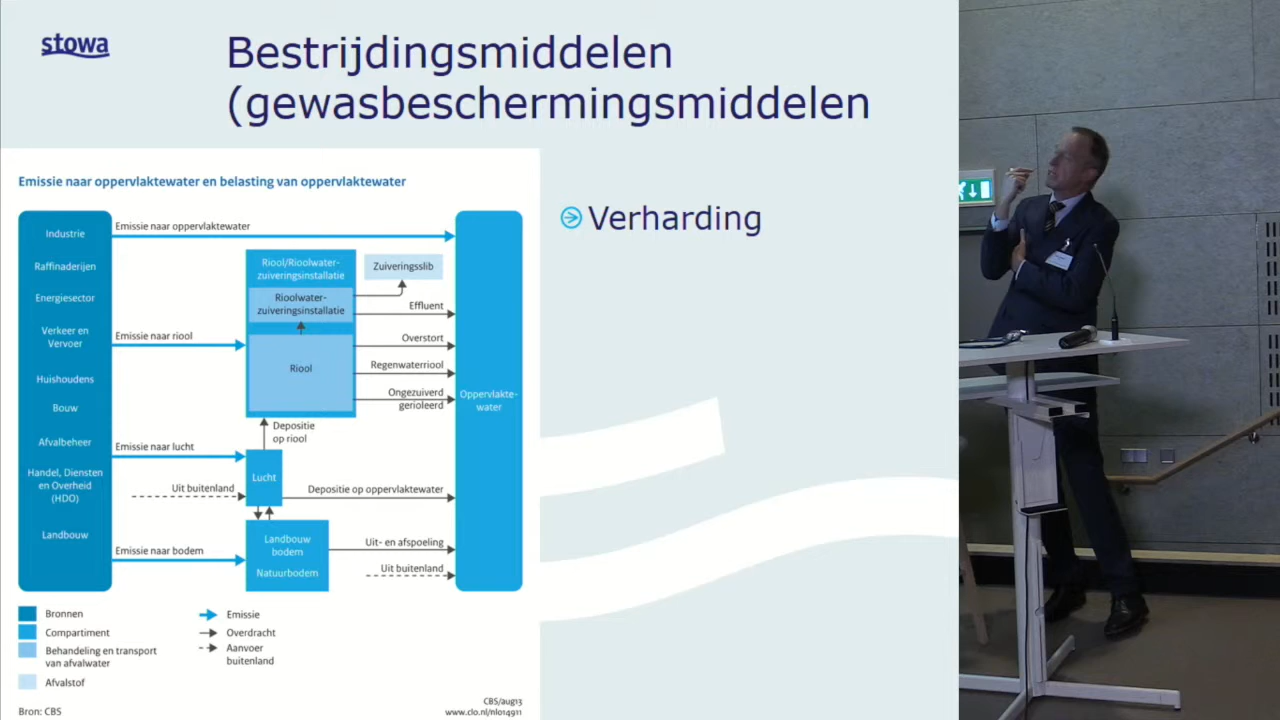 stowa
Bestrijdingsmiddelen
(gewasbeschermingsmiddelen
Emissie naar oppervlaktewater en belasting van oppervlaktewater
Industrie
Raffinaderijen
Energiesector
Verkeer en
Vervoer
Huishoudens
Bouw
Afvalbeheer
Handel, Diensten
en Overheid
(HDO)
Landbouw
Emissie naar oppervlaktewater
Emissie naar riool
Emissie naar lucht
Uit buitenland
Emissie naar bodem
Riool/Rioolwater-
zuiveringsinstallatie
Rioolwater-
zuiveringsinstallatie
Riool
Depositie
op riool
Lucht
Landbouw
bodem
Natuurbodem
Zuiveringsslib
Effluent
Overstort
Regenwaterriool
Ongezuiverd
gerioleerd
Depositie op oppervlaktewater
Uit- en afspoeling
Uit buitenland
Oppervlakte-
water
Verharding
Bronnen
Compartiment
Behandeling en transport
van afvalwater
Afvalstof
Emissie
Overdracht
Aanvoer
buitenland
Bron: CBS
CBS/aug13
www.clo.nl/nl014911